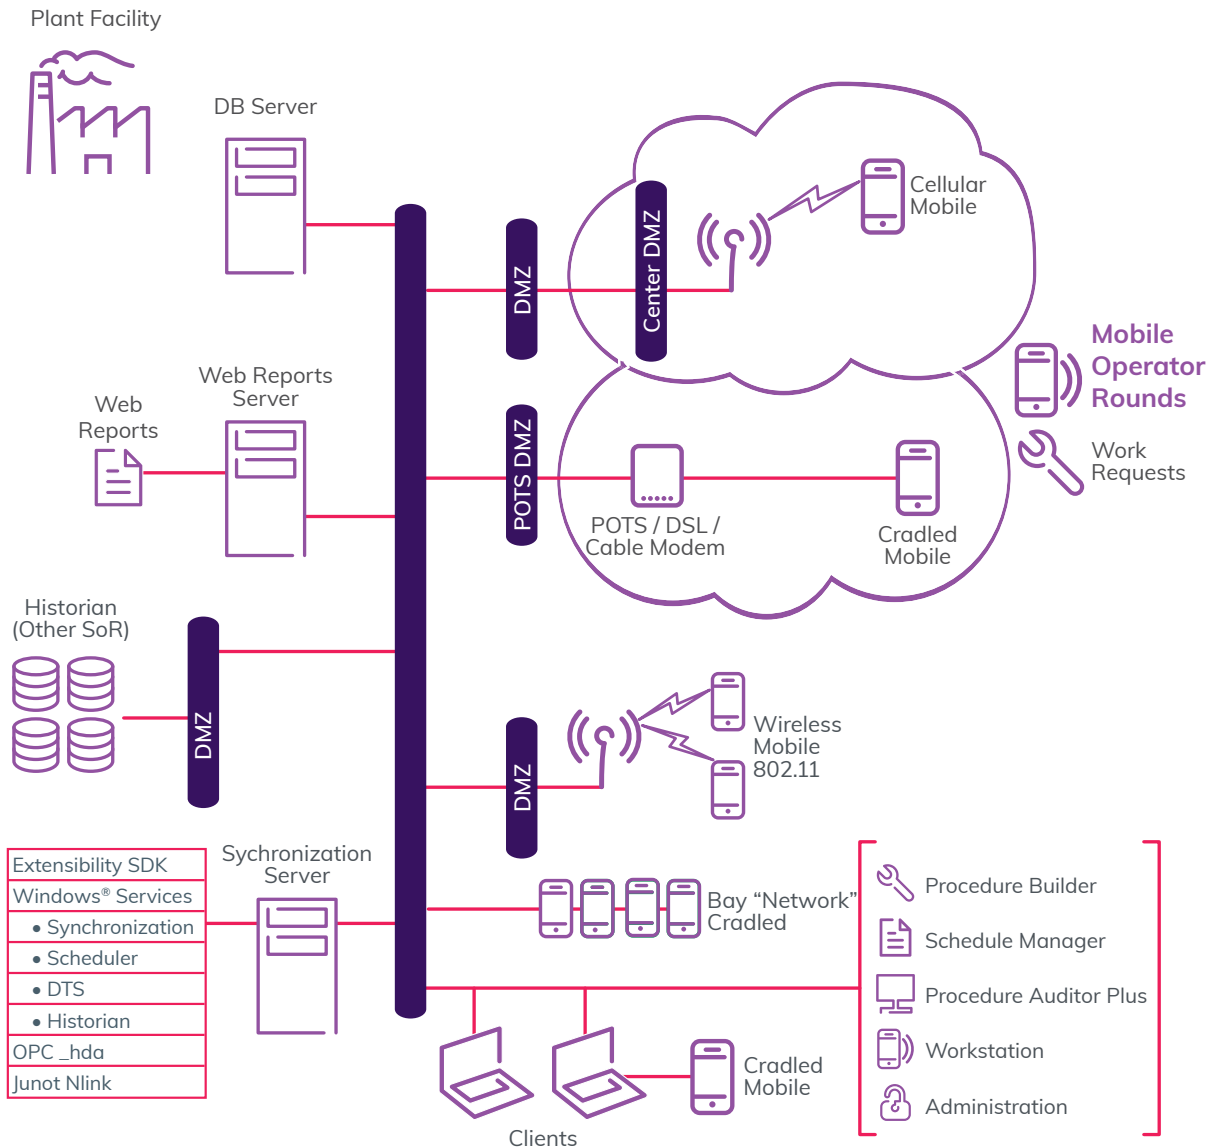 Plant Facility
DB Server
Center DMZ
Cellular
Mobile
DMZ
Mobile
Operator
Rounds
Work
Requests
Web Reports
Server
Web
Reports
POTS DMZ
POTS / DSL /
Cable Modem
Cradled
Mobile
Historian
(Other SoR)
DMZ
DMZ
Wireless
Mobile
802.11
Extensibility SDK
Windows® Services
• Synchronization
• Scheduler
• DTS
• Historian
OPC _hda
Junot Nlink
Sychronization
Server
Bay “Network”
Cradled
Procedure Builder
Schedule Manager
Procedure Auditor Plus
Workstation
Administration
Cradled
Mobile
Clients